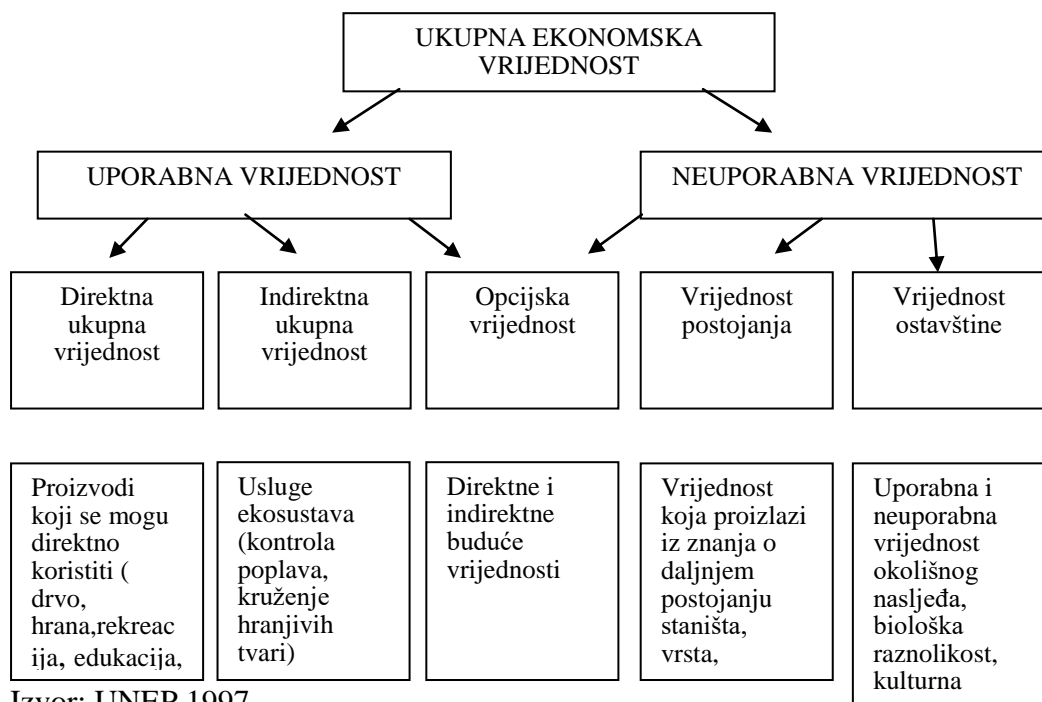 UKUPNA EKONOMSKA
VRIJEDNOST
UPORABNA VRIJEDNOST
NEUPORABNA VRIJEDNOST
Direktna
ukupna
vrijednost
Indirektna
ukupna
vrijednost
Opcijska
vrijednost
Vrijednost
postojanja
Vrijednost
ostavštine
Proizvodi
koji se mogu
direktno
koristiti (
drvo,
hrana,rekreac
ija, edukacija,
Usluge
ekosustava
(kontrola
poplava,
kruženje
hranjivih
tvari)
Direktne i
indirektne
buduće
vrijednosti
Vrijednost
koja proizlazi
iz znanja o
daljnjem
postojanju
staništa,
vrsta,
Uporabna i
neuporabna
vrijednost
okolišnog
nasljeđa,
biološka
raznolikost,
kulturna
Izvor: UNEP 1997